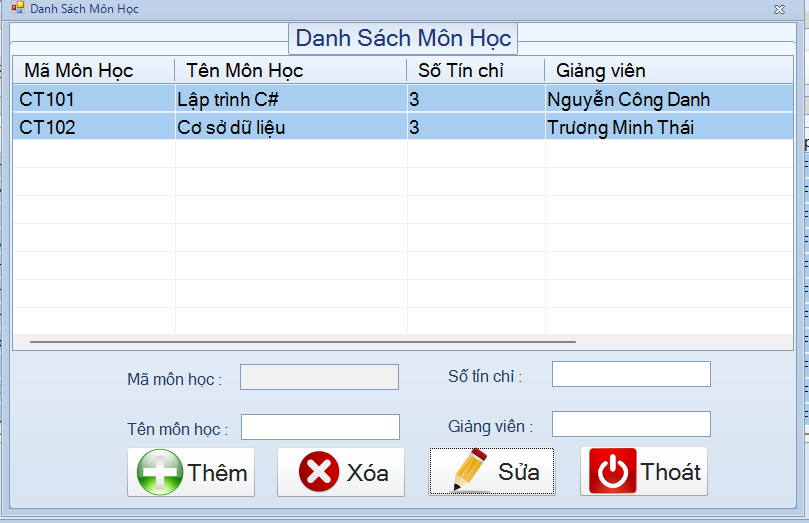 Danh Sách Môn Học
Danh Sách Môn Học
Mã Môn Học Tên Môn Học Số Tín chỉ Giảng viên
CT101 Lập trình C# 3 Nguyễn Công Danh
CT102 Cơ sở dữ liệu 3 Trương Minh Thái
Mã môn học : Số tín chỉ :
Tên môn học : Giảng viên :
Thêm Xóa Sửa Thoát